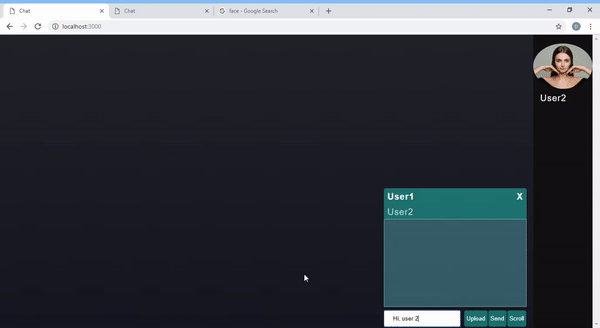 Chat
Chat
face - Google Search
localhost:3000
User2
User1 X
User2
Hi, user 2
Upload Send Scroll